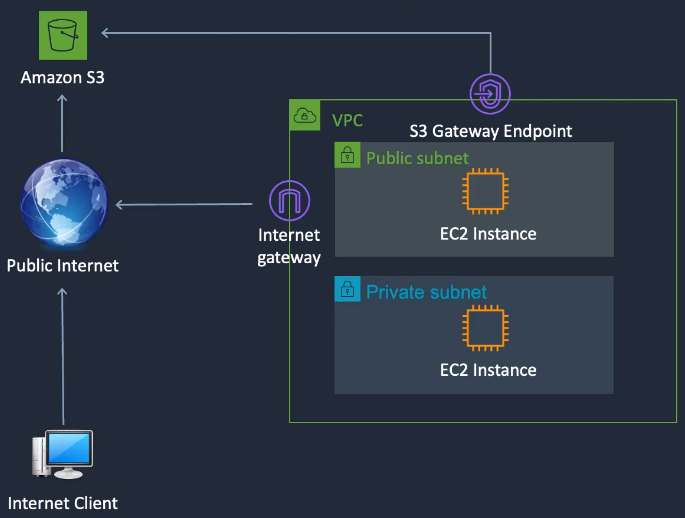 Amazon S3
VPC
S3 Gateway Endpoint
Public subnet
EC2 Instance
Internet
gateway
Public Internet
Private subnet
EC2 Instance
Internet Client